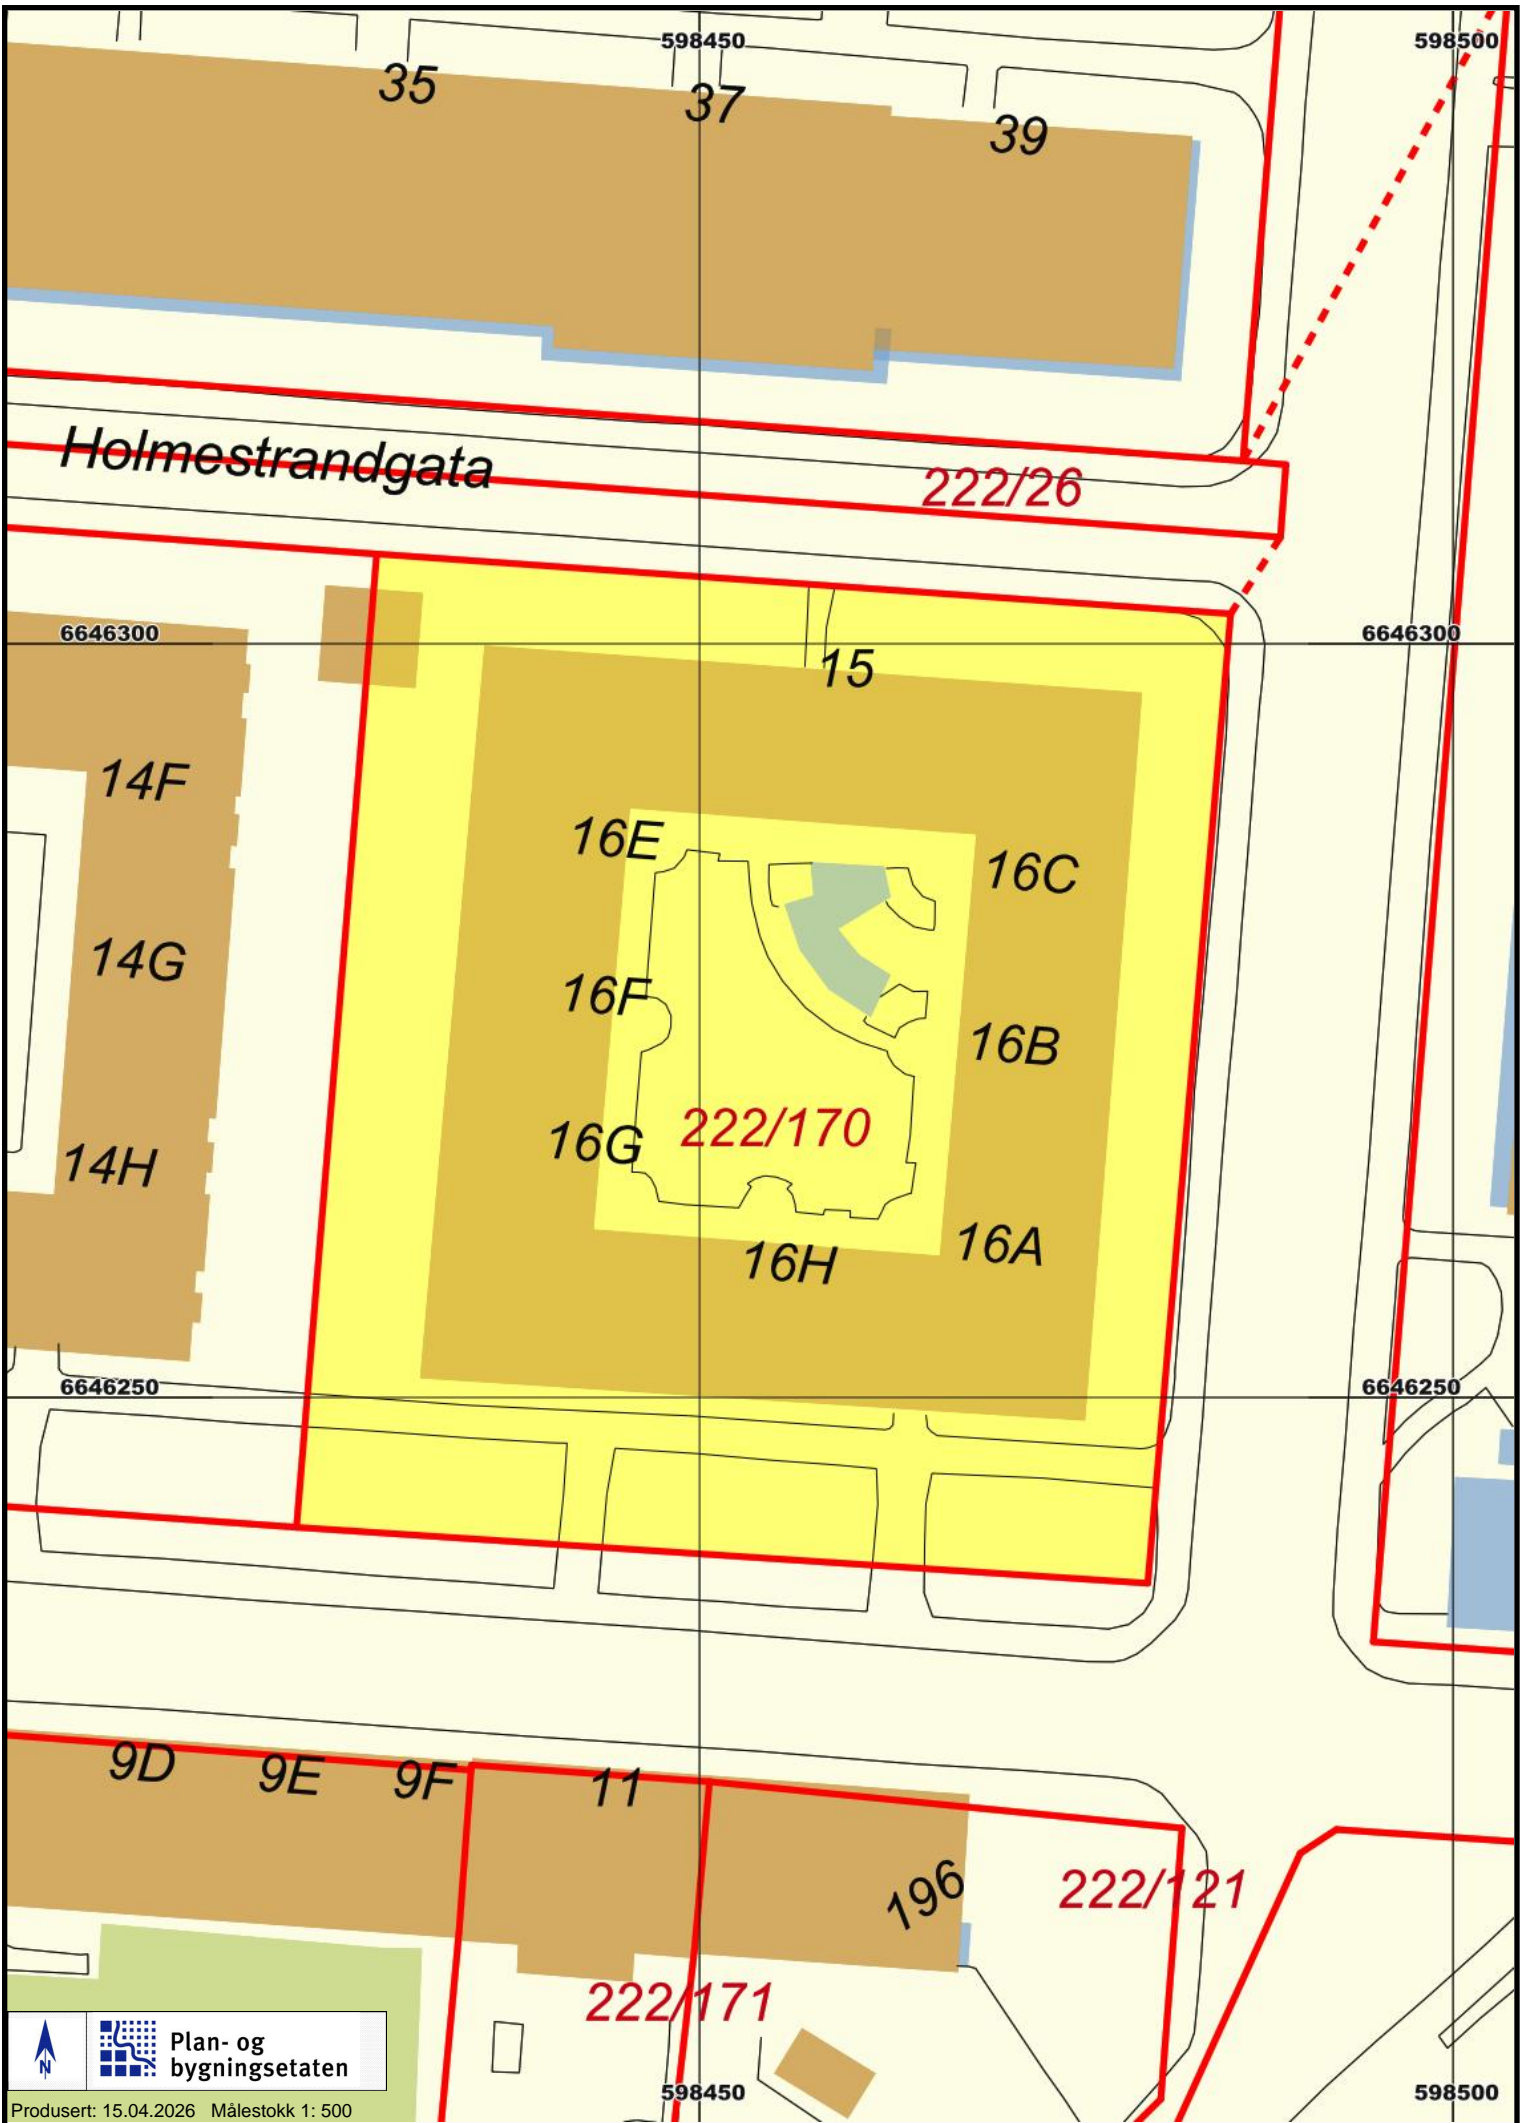 598450
598500
35
37
39
Holmestrandgata
222/26
6646300
6646300
15
14F
16E
16C
14G
16F
16B
222/170
16G
14H
16A
16H
6646250
6646250
9D
9E
9F
11
196
222/121
222/171
N
Plan- og
bygningsetaten
598450
598500
Produsert: 15.04.2026 Målestokk 1: 500